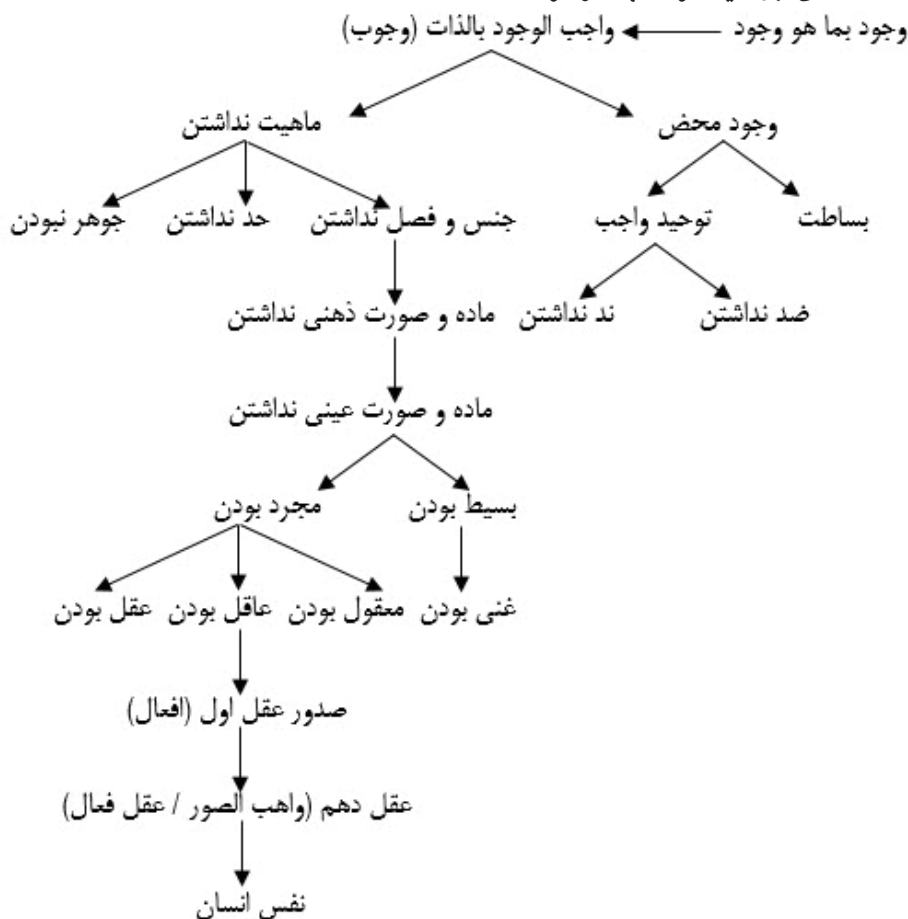 وجود بما هو وجود واجب الوجود بالذات (وجوب)
وجود محض ماهیت نداشتن
بساطت توحید واجب جنس و فصل نداشتن حد نداشتن جوهر نبودن
ضد نداشتن ند نداشتن ماده و صورت ذهنی نداشتن
ماده و صورت عینی نداشتن
بسیط بودن مجرد بودن
غنی بودن معقول بودن عاقل بودن عقل بودن
صدور عقل اول (افعال)
عقل دهم (واهب الصور / عقل فعال)
نفس انسان